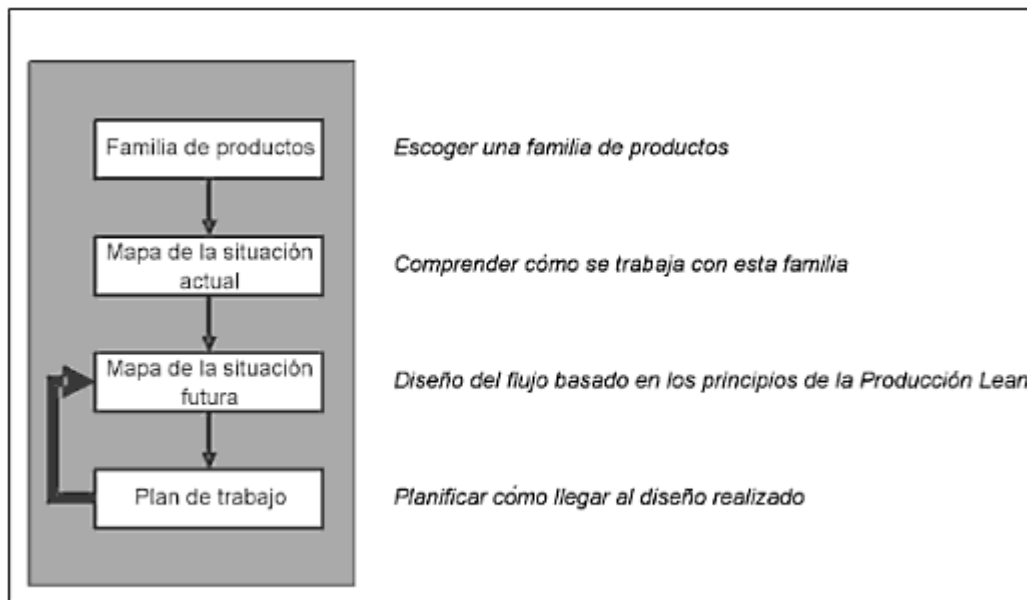 Familia de productos
Escoger una familia de productos
Mapa de la situación
actual
Comprender cómo se trabaja con esta familia
Mapa de la situación
futura
Diseño del flujo basado en los principios de la Producción Lean
Plan de trabajo
Planificar cómo llegar al diseño realizado